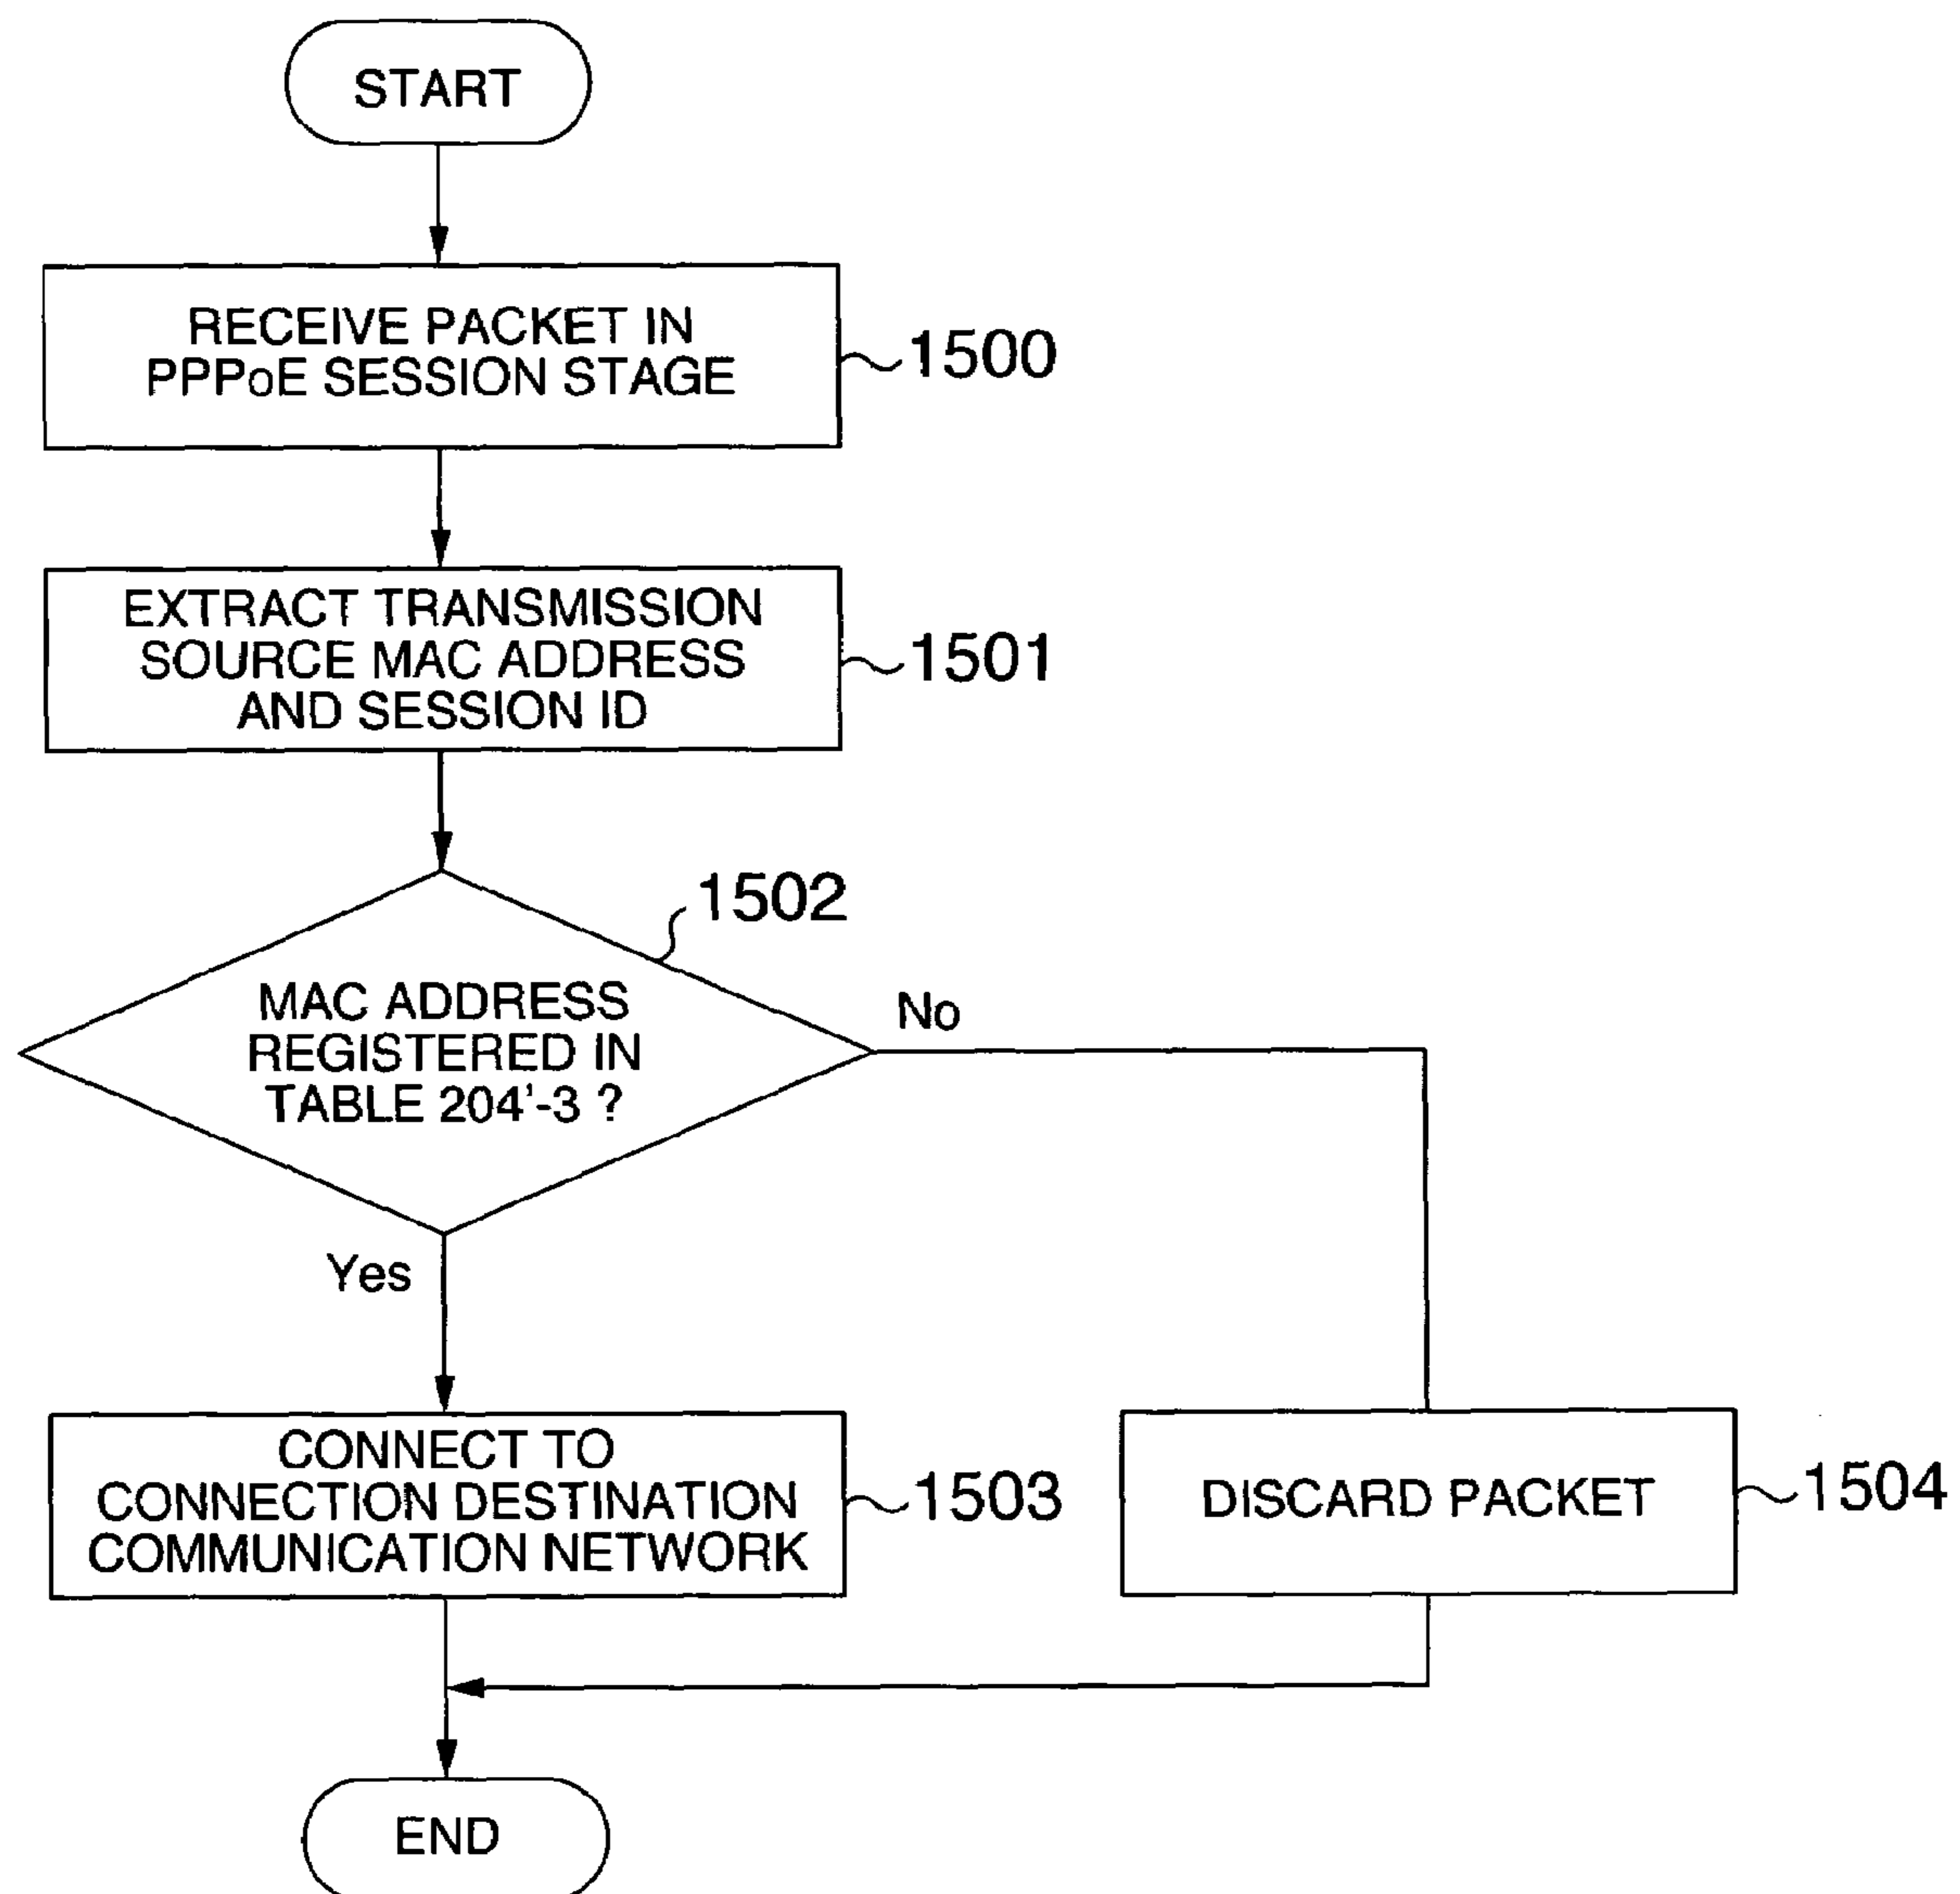 START
RECEIVE PACKET IN
PPPoE SESSION STAGE
1500
EXTRACT TRANSMISSION
SOURCE MAC ADDRESS
AND SESSION ID
1501
1502
MAC ADDRESS
REGISTERED IN
TABLE 204'-3 ?
No
Yes
CONNECT TO
CONNECTION DESTINATION
COMMUNICATION NETWORK
1503
DISCARD PACKET
1504
END